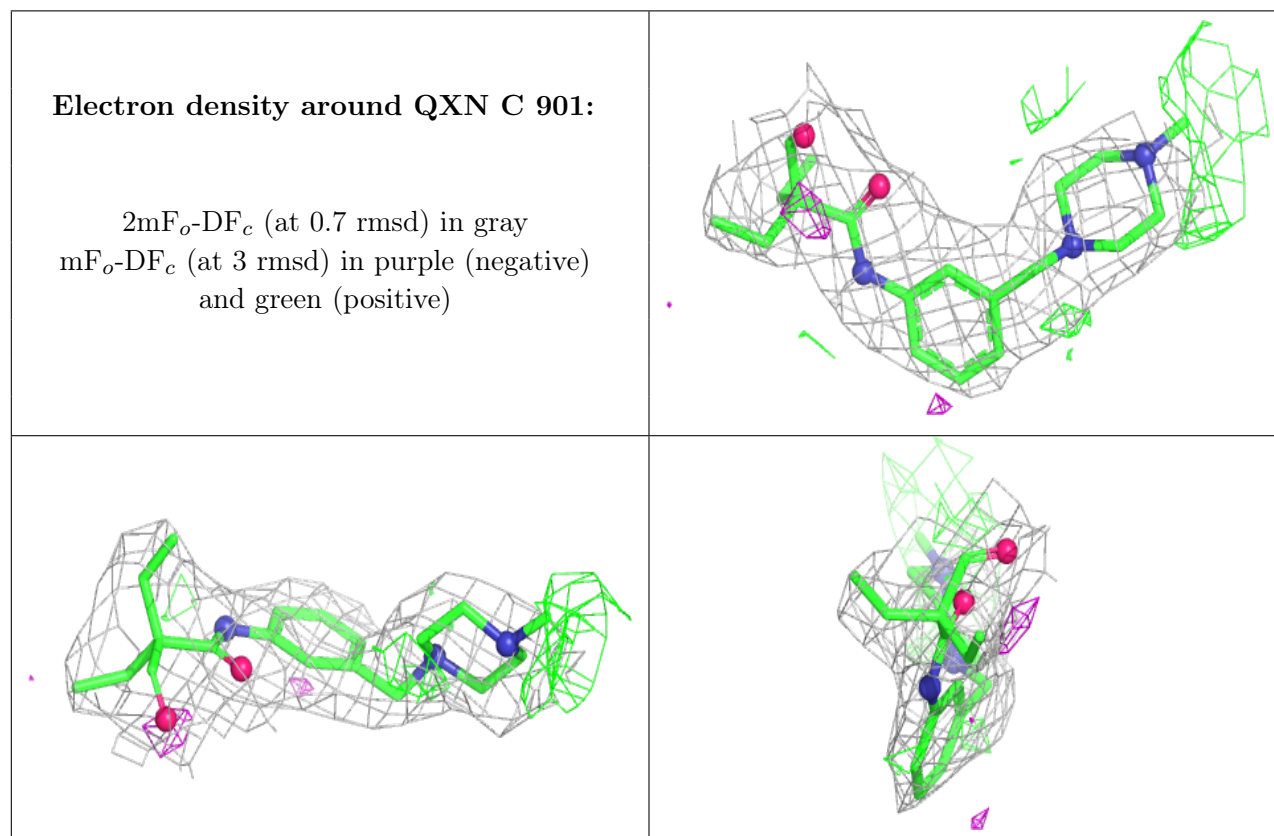 Electron density around QXN C 901:
2mFo-DFc (at 0.7 rmsd) in gray
mFo-DFc (at 3 rmsd) in purple (negative)
and green (positive)